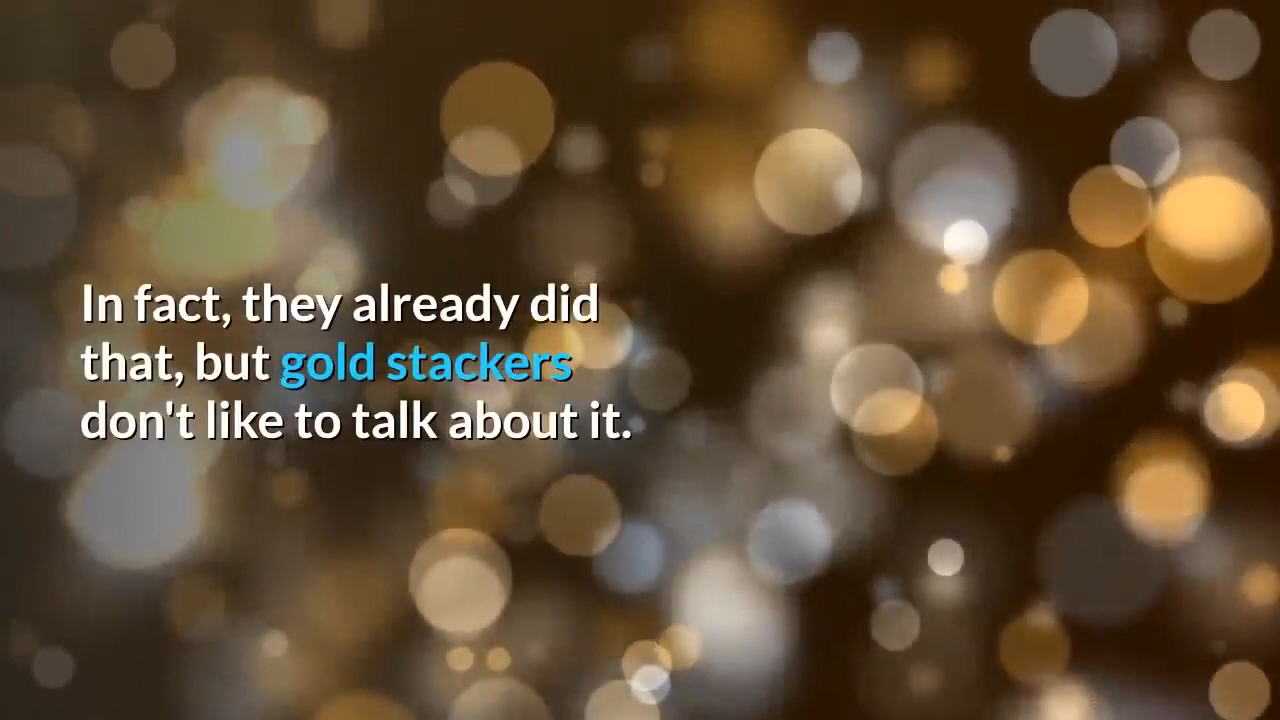 In fact, they already did
that, but gold stackers
don't like to talk about it.